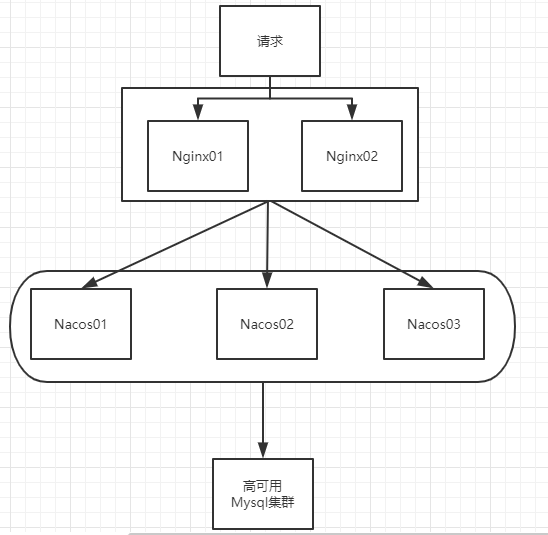 请求
Nginx01
Nginx02
Nacos01
Nacos02
Nacos03
高可用
Mysql集群